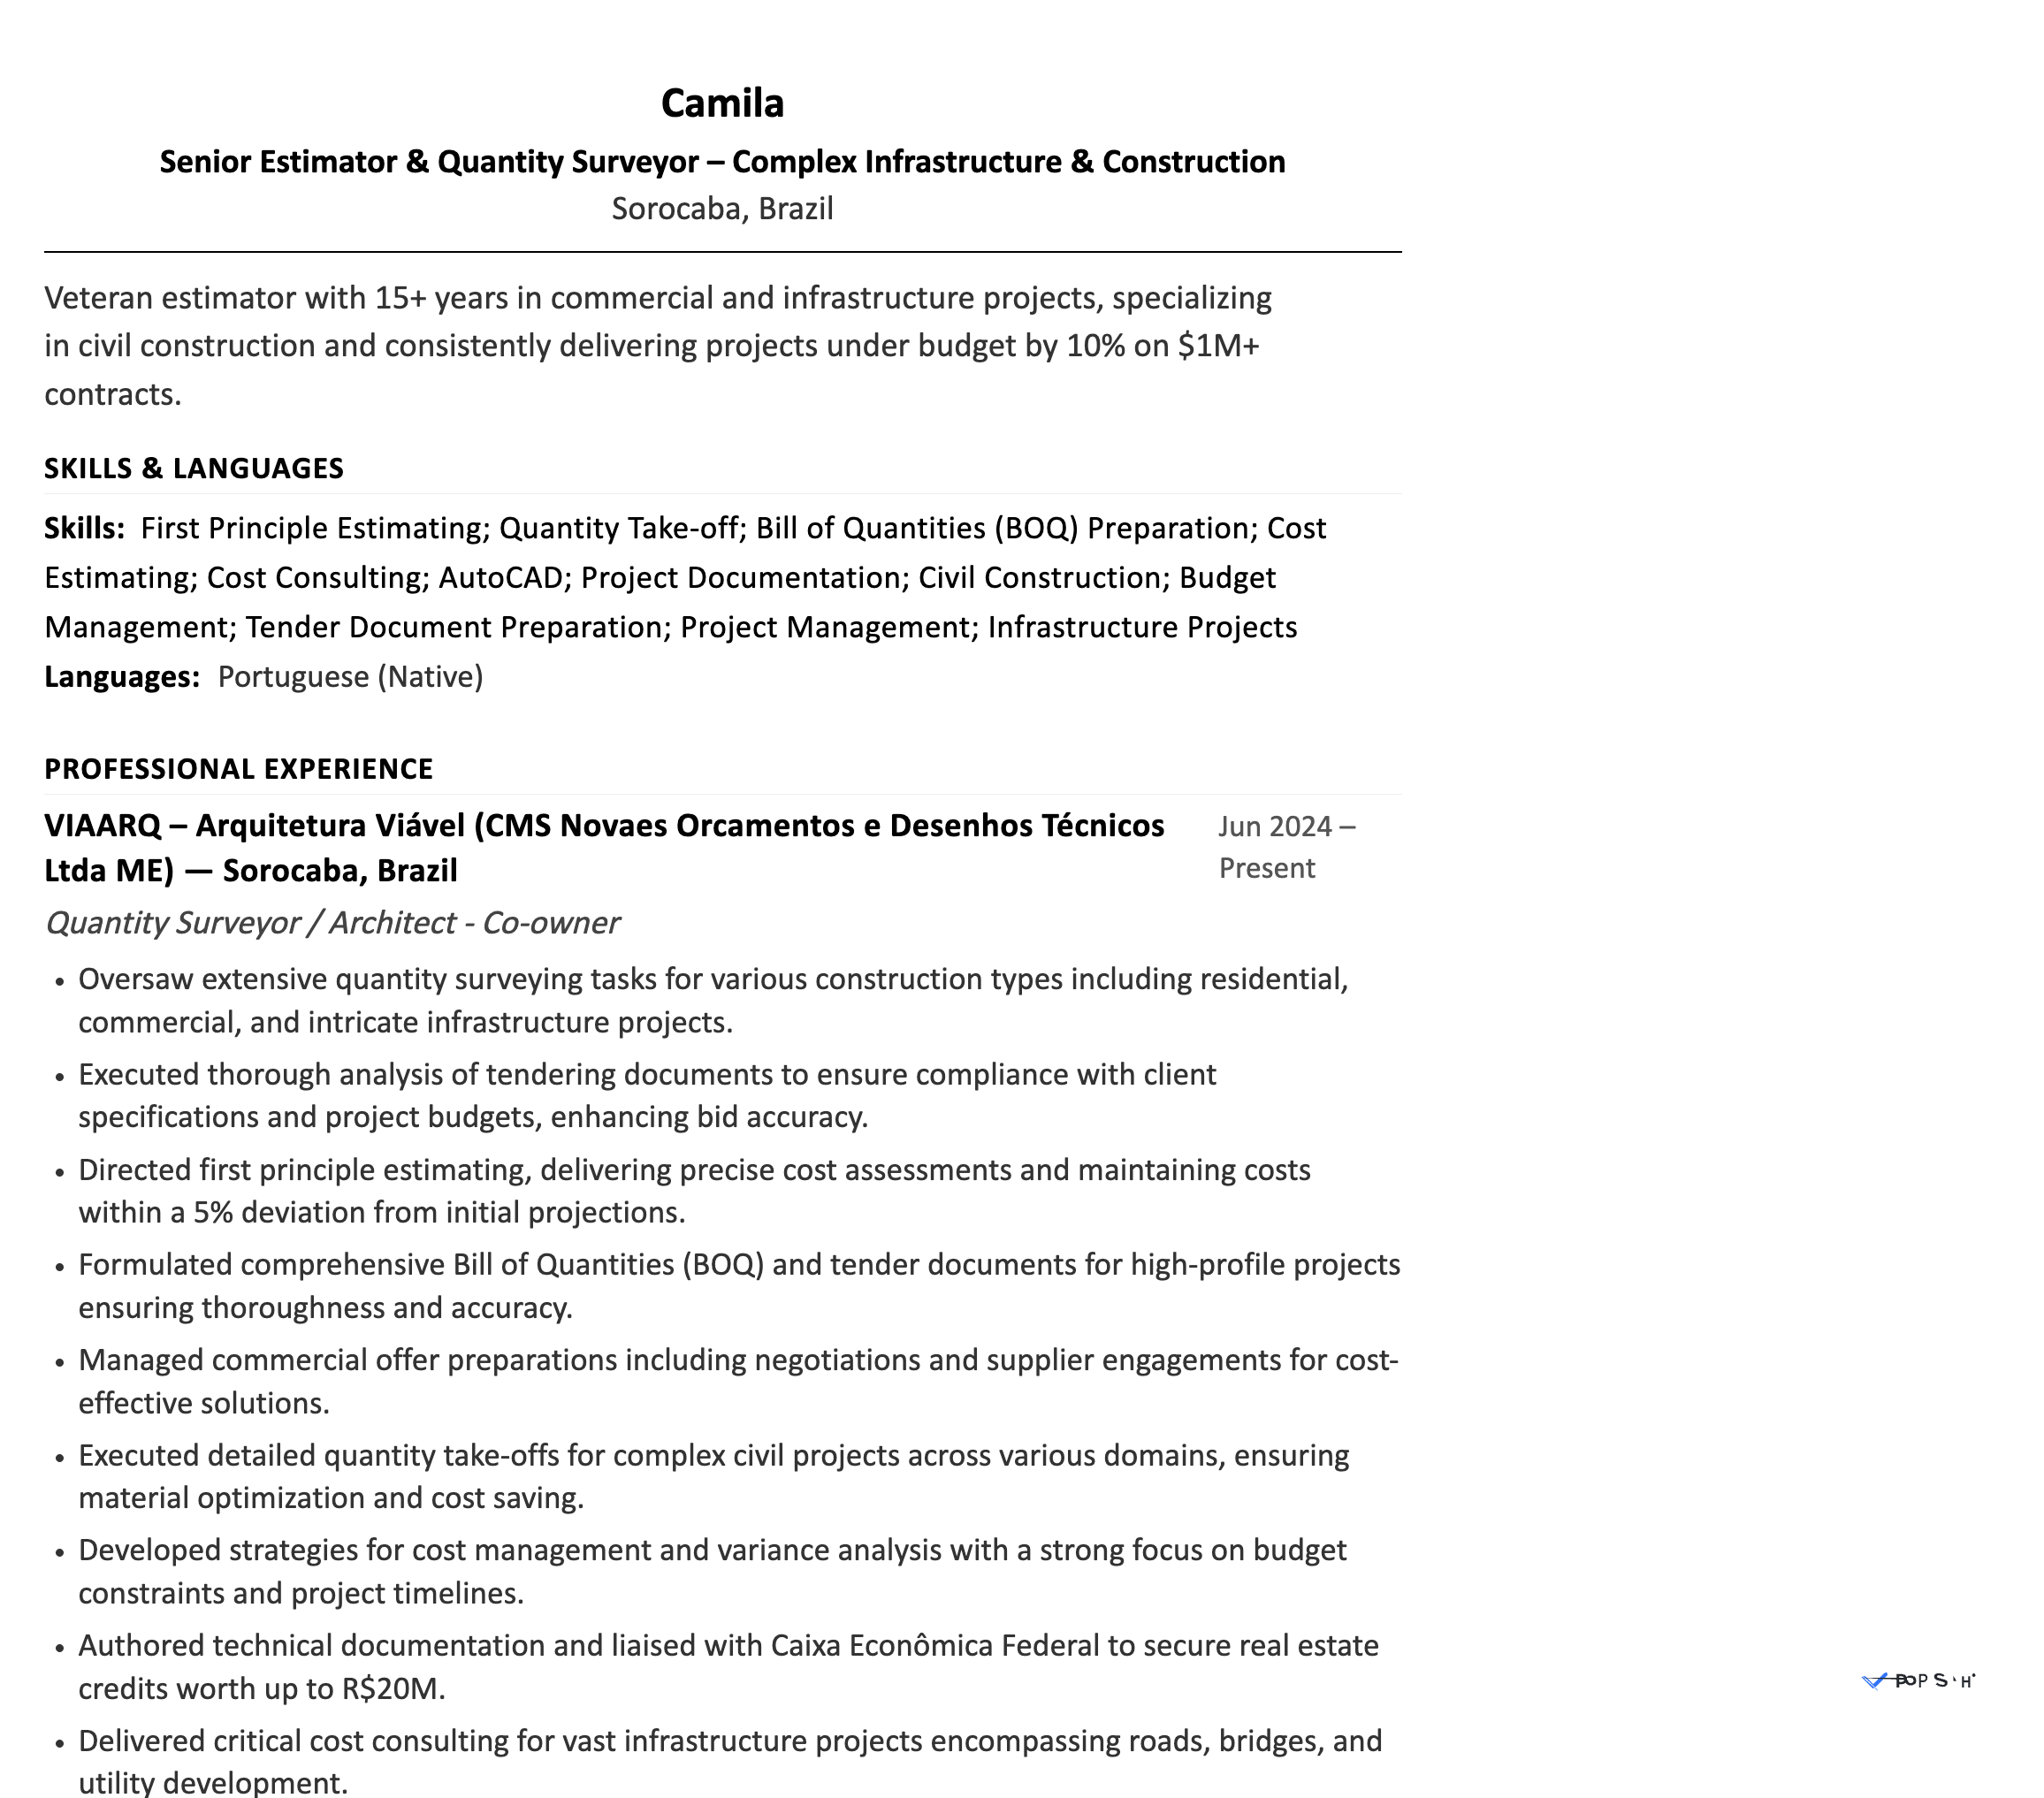 Camila
Senior Estimator & Quantity Surveyor – Complex Infrastructure & Construction
Sorocaba, Brazil
Veteran estimator with 15+ years in commercial and infrastructure projects, specializing
in civil construction and consistently delivering projects under budget by 10% on $1M+
contracts.
SKILLS & LANGUAGES
Skills: First Principle Estimating; Quantity Take-off; Bill of Quantities (BOQ) Preparation; Cost
Estimating; Cost Consulting; AutoCAD; Project Documentation; Civil Construction; Budget
Management; Tender Document Preparation; Project Management; Infrastructure Projects
Languages: Portuguese (Native)
PROFESSIONAL EXPERIENCE
VIAARQ – Arquitetura Viável (CMS Novaes Orcamentos e Desenhos Técnicos
Ltda ME) — Sorocaba, Brazil
Jun 2024 –
Present
Quantity Surveyor / Architect - Co-owner
• Oversaw extensive quantity surveying tasks for various construction types including residential,
commercial, and intricate infrastructure projects.
• Executed thorough analysis of tendering documents to ensure compliance with client
specifications and project budgets, enhancing bid accuracy.
• Directed first principle estimating, delivering precise cost assessments and maintaining costs
within a 5% deviation from initial projections.
• Formulated comprehensive Bill of Quantities (BOQ) and tender documents for high-profile projects
ensuring thoroughness and accuracy.
• Managed commercial offer preparations including negotiations and supplier engagements for cost-
effective solutions.
• Executed detailed quantity take-offs for complex civil projects across various domains, ensuring
material optimization and cost saving.
• Developed strategies for cost management and variance analysis with a strong focus on budget
constraints and project timelines.
• Authored technical documentation and liaised with Caixa Econômica Federal to secure real estate
credits worth up to R$20M.
• Delivered critical cost consulting for vast infrastructure projects encompassing roads, bridges, and
utility development.